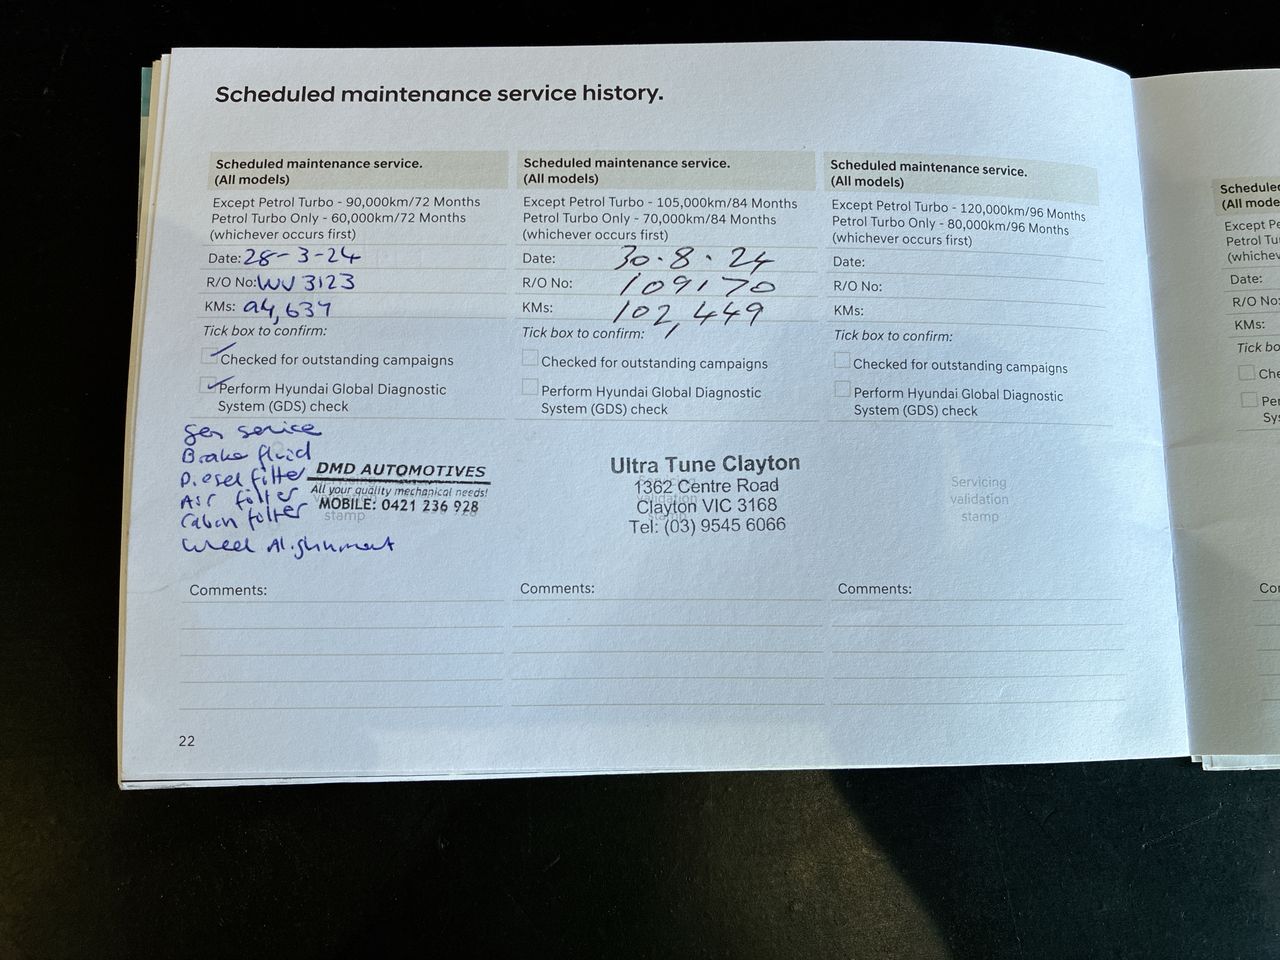 Scheduled maintenance service history.
Scheduled maintenance service.
(All models)
Except Petrol Turbo - 90,000km/72 Months
Petrol Turbo Only - 60,000km/72 Months
(whichever occurs first)
Date: 28-3-24
R/O No: WV 3123
KMs: 94,637
Tick box to confirm:
Checked for outstanding campaigns
Perform Hyundai Global Diagnostic
System (GDS) check
Gen service
Brake fluid
Diesel filter
Air filter
Cabin filter
Wheel Alignment
DMD AUTOMOTIVES
All your quality mechanical needs!
MOBILE: 0421 236 928
stamp
Comments:
Scheduled maintenance service.
(All models)
Except Petrol Turbo - 105,000km/84 Months
Petrol Turbo Only - 70,000km/84 Months
(whichever occurs first)
Date: 30.8.24
R/O No: 109170
KMs: 102,449
Tick box to confirm:
Checked for outstanding campaigns
Perform Hyundai Global Diagnostic
System (GDS) check
Ultra Tune Clayton
1362 Centre Road
Clayton VIC 3168
Tel: (03) 9545 6066
Comments:
Scheduled maintenance service.
(All models)
Except Petrol Turbo - 120,000km/96 Months
Petrol Turbo Only - 80,000km/96 Months
(whichever occurs first)
Date:
R/O No:
KMs:
Tick box to confirm:
Checked for outstanding campaigns
Perform Hyundai Global Diagnostic
System (GDS) check
Servicing
validation
stamp
Comments:
22
(All
Except
Date:
R/O No:
KMs:
Tick